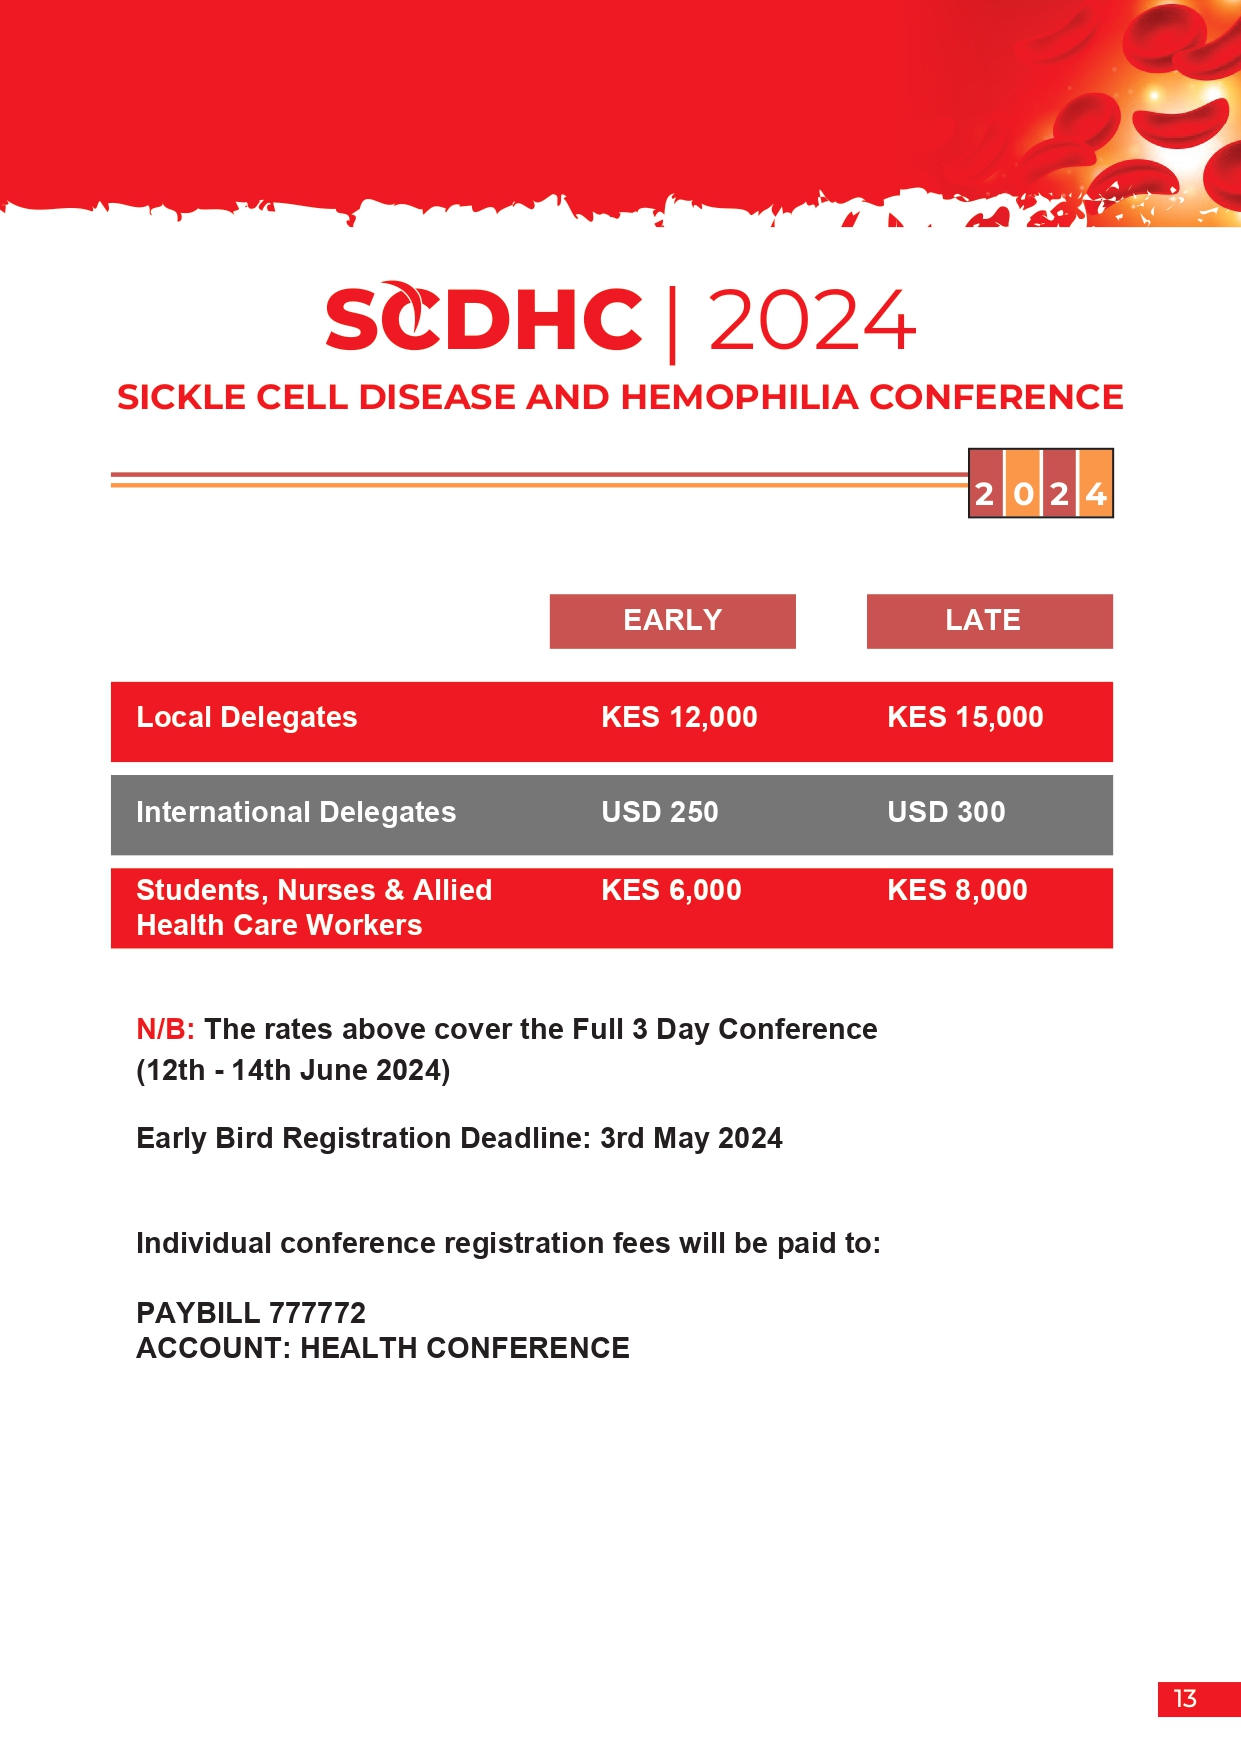 SCDHC | 2024
SICKLE CELL DISEASE AND HEMOPHILIA CONFERENCE
2024
EARLY LATE
Local Delegates KES 12,000 KES 15,000
International Delegates USD 250 USD 300
Students, Nurses & Allied KES 6,000 KES 8,000
Health Care Workers
N/B: The rates above cover the Full 3 Day Conference
(12th - 14th June 2024)
Early Bird Registration Deadline: 3rd May 2024
Individual conference registration fees will be paid to:
PAYBILL 777772
ACCOUNT: HEALTH CONFERENCE
13